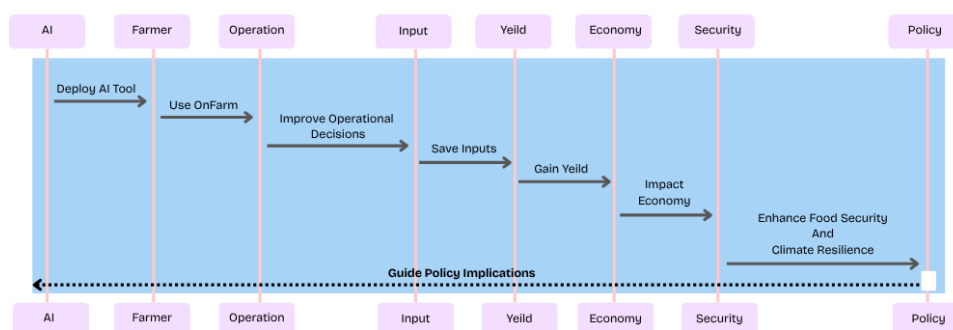 AI Farmer Operation Input Yeild Economy Security Policy
Deploy AI Tool
Use OnFarm
Improve Operational
Decisions
Save Inputs
Gain Yeild
Impact
Economy
Enhance Food Security
And
Climate Resilience
Guide Policy Implications
AI Farmer Operation Input Yeild Economy Security Policy